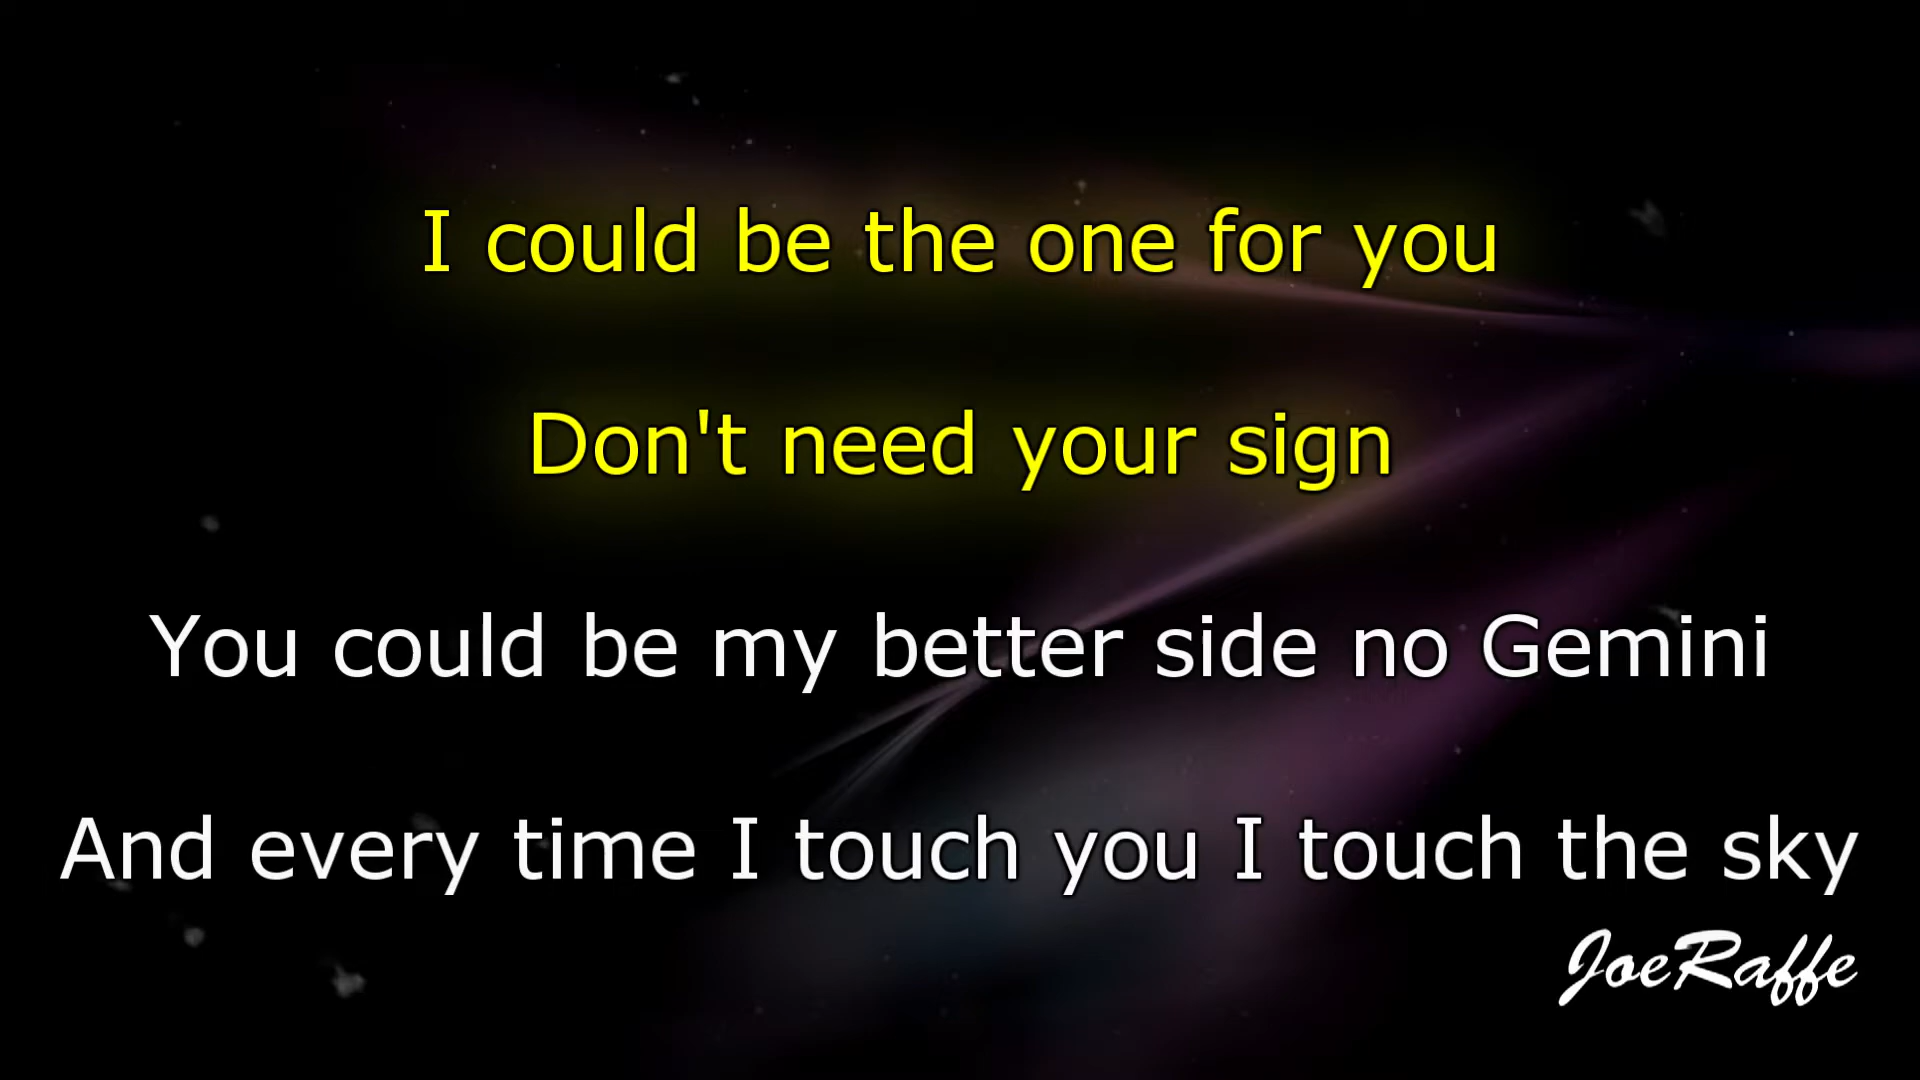 I could be the one for you
Don't need your sign
You could be my better side no Gemini
And every time I touch you I touch the sky
JoeRaffe